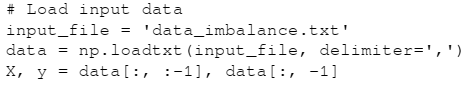 # Load input data
input_file = 'data_imbalance.txt'
data = np.loadtxt(input_file, delimiter=',')
X, y = data[:, :-1], data[:, -1]